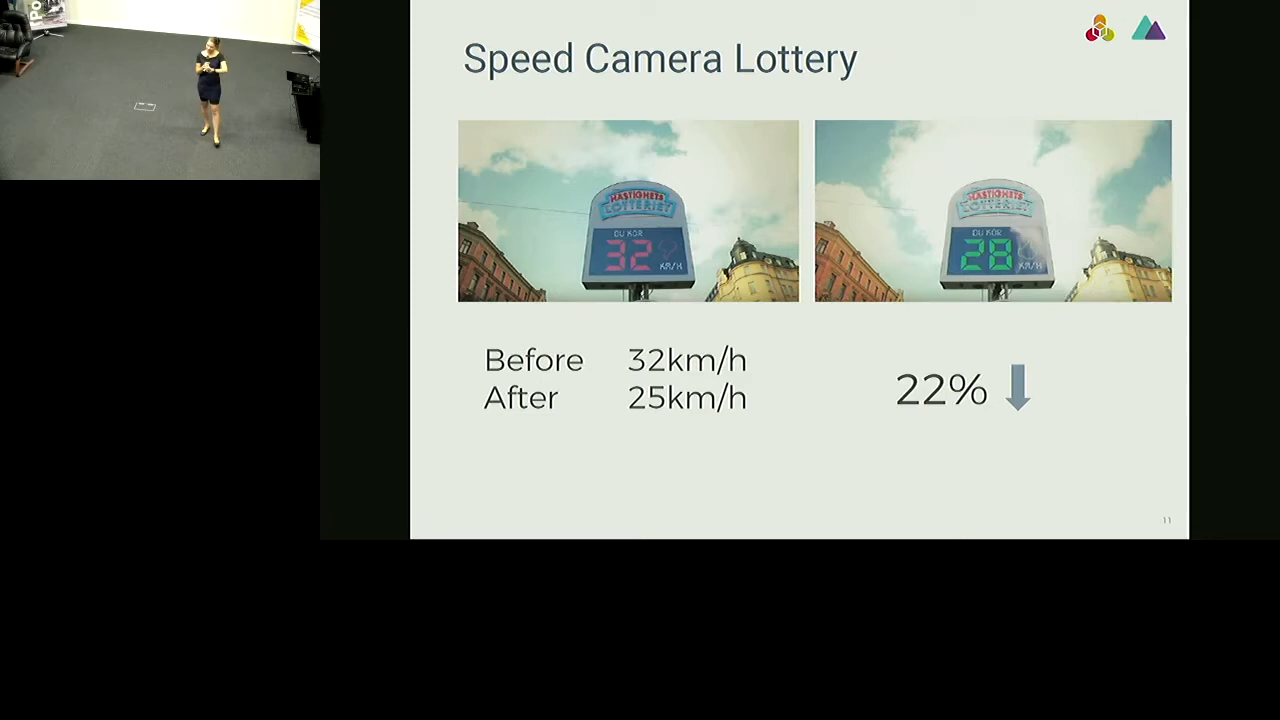 Speed Camera Lottery
HASTIGHETS
LOTTERIET
DU KÖR
32
KM/H
HASTIGHETS
LOTTERIET
DU KÖR
28
KM/H
Before 32km/h
After 25km/h
22%
11